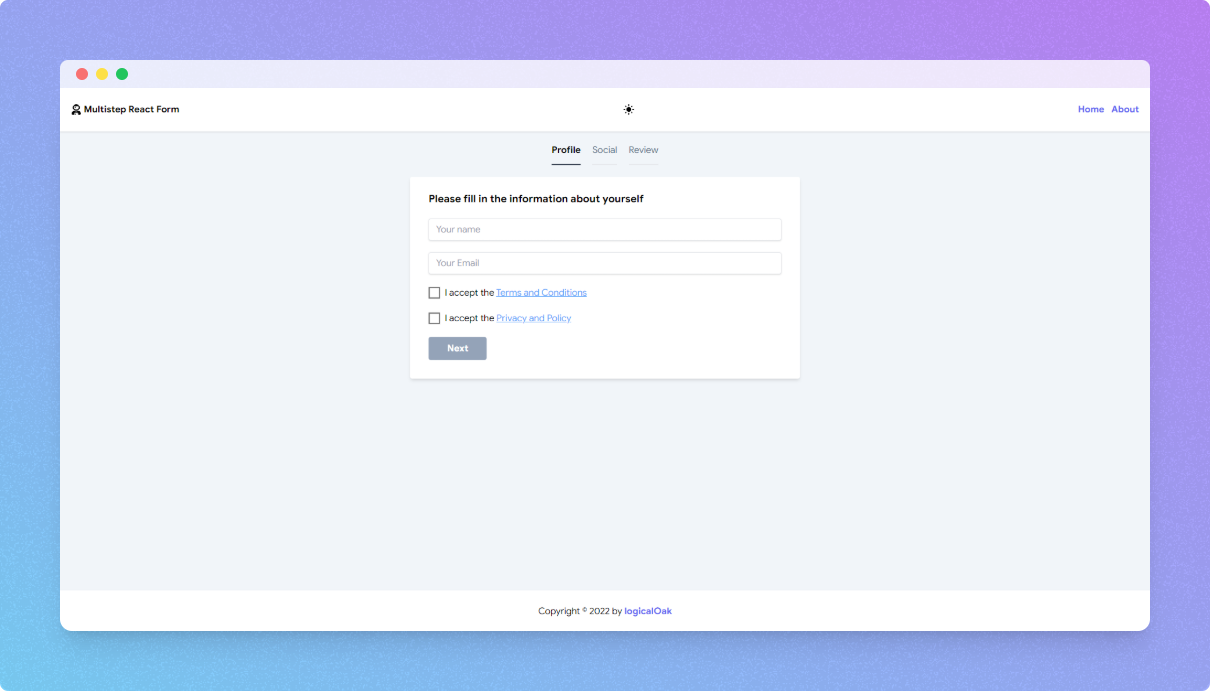 Multistep React Form
Home About
Profile Social Review
Please fill in the information about yourself
Your name
Your Email
I accept the Terms and Conditions
I accept the Privacy and Policy
Next
Copyright © 2022 by logicalOak